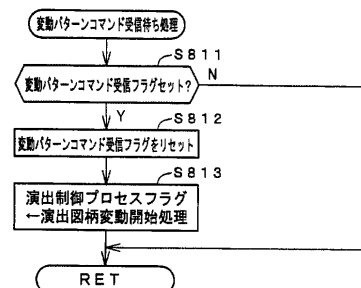 変動パターンコマンド受信待ち処理
S811
変動パターンコマンド受信フラグセット?
N
Y
S812
変動パターンコマンド受信フラグをリセット
S813
演出制御プロセスフラグ
←演出図柄変動開始処理
RET